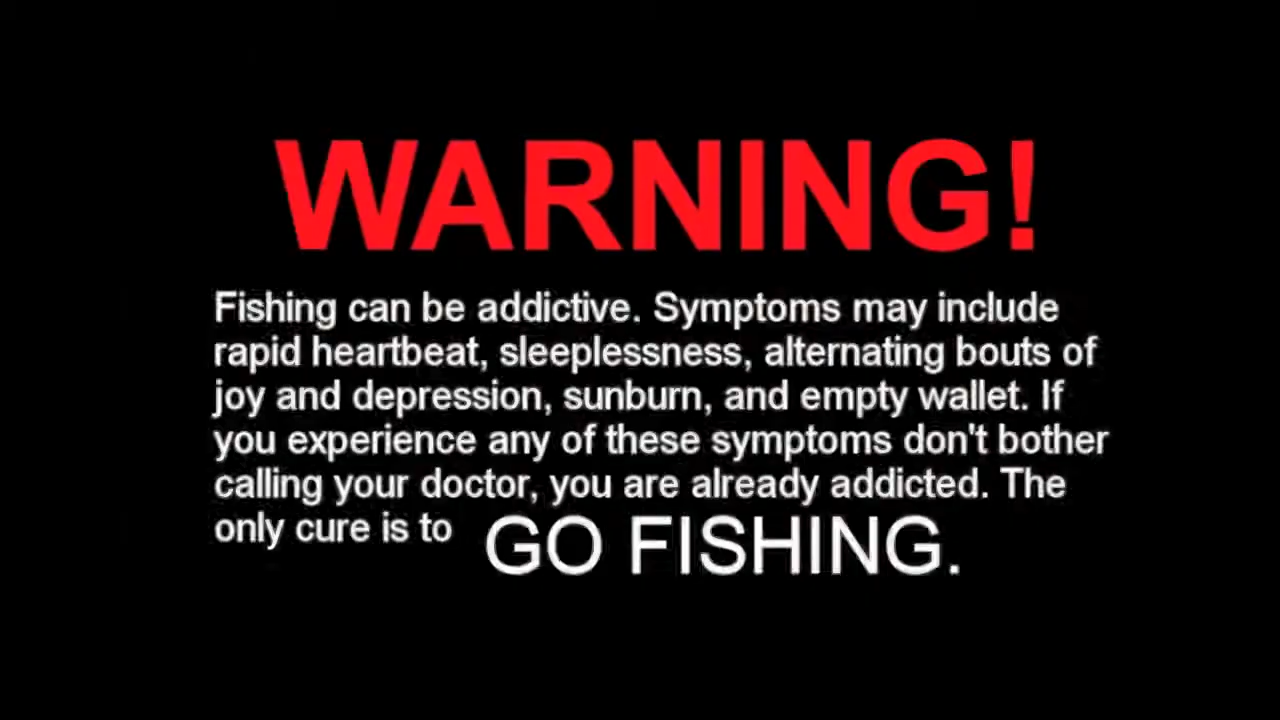 WARNING!
Fishing can be addictive. Symptoms may include
rapid heartbeat, sleeplessness, alternating bouts of
joy and depression, sunburn, and empty wallet. If
you experience any of these symptoms don't bother
calling your doctor, you are already addicted. The
only cure is to GO FISHING.